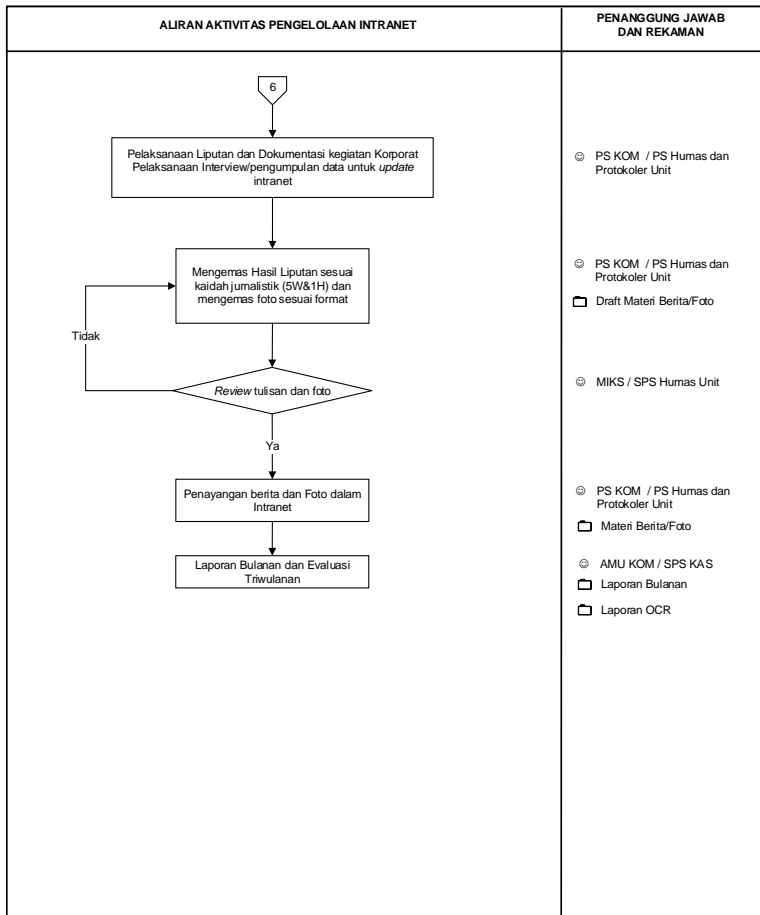 ALIRAN AKTIVITAS PENGELOLAAN INTRANET
PENANGGUNG JAWAB
DAN REKAMAN
6
Pelaksanaan Liputan dan Dokumentasi kegiatan Korporat
Pelaksanaan Interview/pengumpulan data untuk update
intranet
☺ PS KOM / PS Humas dan
Protokoler Unit
Mengemas Hasil Liputan sesuai
kaidah jurnalistik (5W&1H) dan
mengemas foto sesuai format
☺ PS KOM / PS Humas dan
Protokoler Unit
Draft Materi Berita/Foto
Tidak
Review tulisan dan foto
☺ MIKS / SPS Humas Unit
Ya
Penayangan berita dan Foto dalam
Intranet
☺ PS KOM / PS Humas dan
Protokoler Unit
Materi Berita/Foto
Laporan Bulanan dan Evaluasi
Triwulanan
☺ AMU KOM / SPS KAS
Laporan Bulanan
Laporan OCR